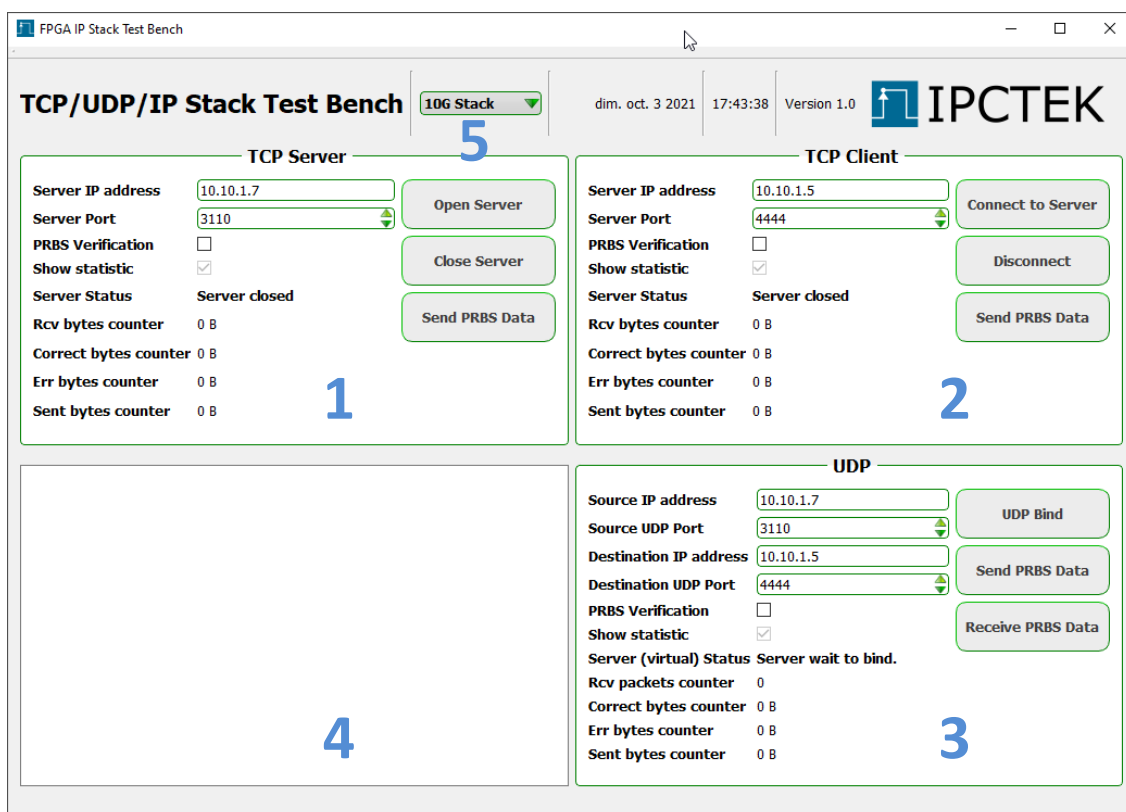 FPGA IP Stack Test Bench
TCP/UDP/IP Stack Test Bench 10G Stack dim. oct. 3 2021 17:43:38 Version 1.0 IPCTEK
5
TCP Server
Server IP address 10.10.1.7 Open Server
Server Port 3110
PRBS Verification
Show statistic Close Server
Server Status Server closed
Rcv bytes counter 0 B Send PRBS Data
Correct bytes counter 0 B
Err bytes counter 0 B
1
Sent bytes counter 0 B
TCP Client
Server IP address 10.10.1.5 Connect to Server
Server Port 4444
PRBS Verification
Show statistic Disconnect
Server Status Server closed
Rcv bytes counter 0 B Send PRBS Data
Correct bytes counter 0 B
Err bytes counter 0 B
2
Sent bytes counter 0 B
4
UDP
Source IP address 10.10.1.7 UDP Bind
Source UDP Port 3110
Destination IP address 10.10.1.5
Destination UDP Port 4444 Send PRBS Data
PRBS Verification
Show statistic Receive PRBS Data
Server (virtual) Status Server wait to bind.
Rcv packets counter 0
Correct bytes counter 0 B
Err bytes counter 0 B
3
Sent bytes counter 0 B